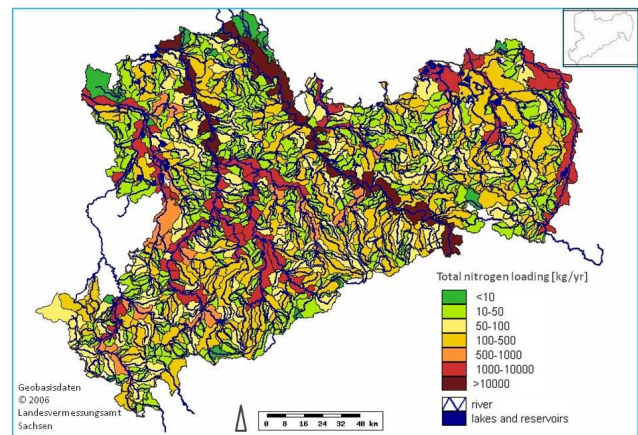 Total nitrogen loading [kg/yr]
<10
10-50
50-100
100-500
500-1000
1000-10000
>10000
river
lakes and reservoirs
Geobasisdaten
© 2006
Landesvermessungsamt
Sachsen
0 8 16 24 32 40 km